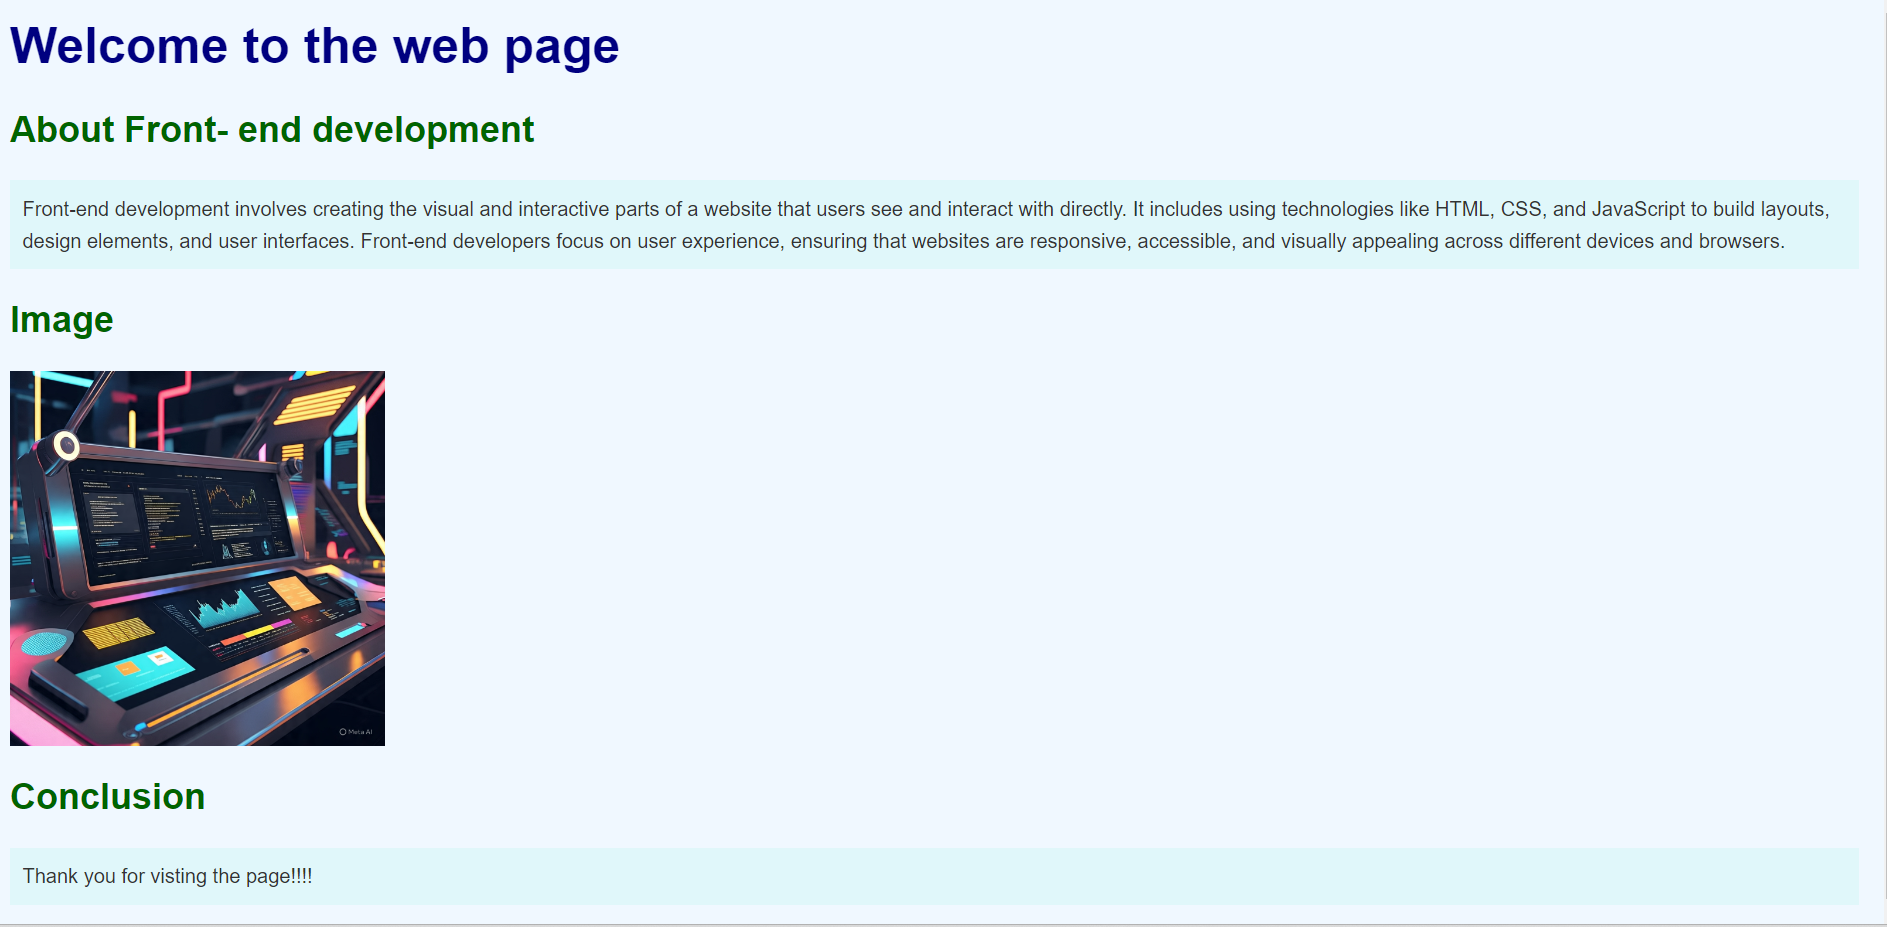 Welcome to the web page
About Front- end development
Front-end development involves creating the visual and interactive parts of a website that users see and interact with directly. It includes using technologies like HTML, CSS, and JavaScript to build layouts,
design elements, and user interfaces. Front-end developers focus on user experience, ensuring that websites are responsive, accessible, and visually appealing across different devices and browsers.
Image
Meta AI
Conclusion
Thank you for visting the page!!!!